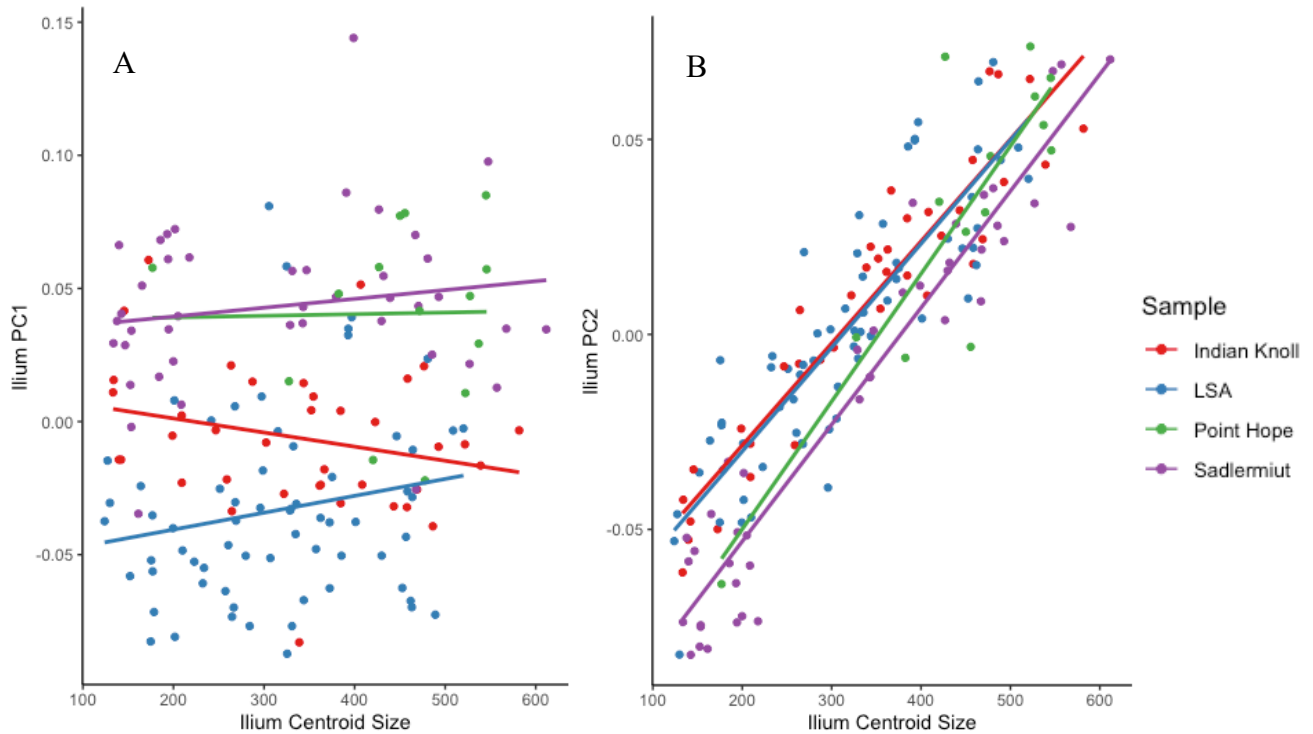 A
0.15
0.10
0.05
0.00
-0.05
Ilium PC1
100 200 300 400 500 600
Ilium Centroid Size
B
0.05
0.00
-0.05
Ilium PC2
100 200 300 400 500 600
Ilium Centroid Size
Sample
Indian Knoll
LSA
Point Hope
Sadlermiut